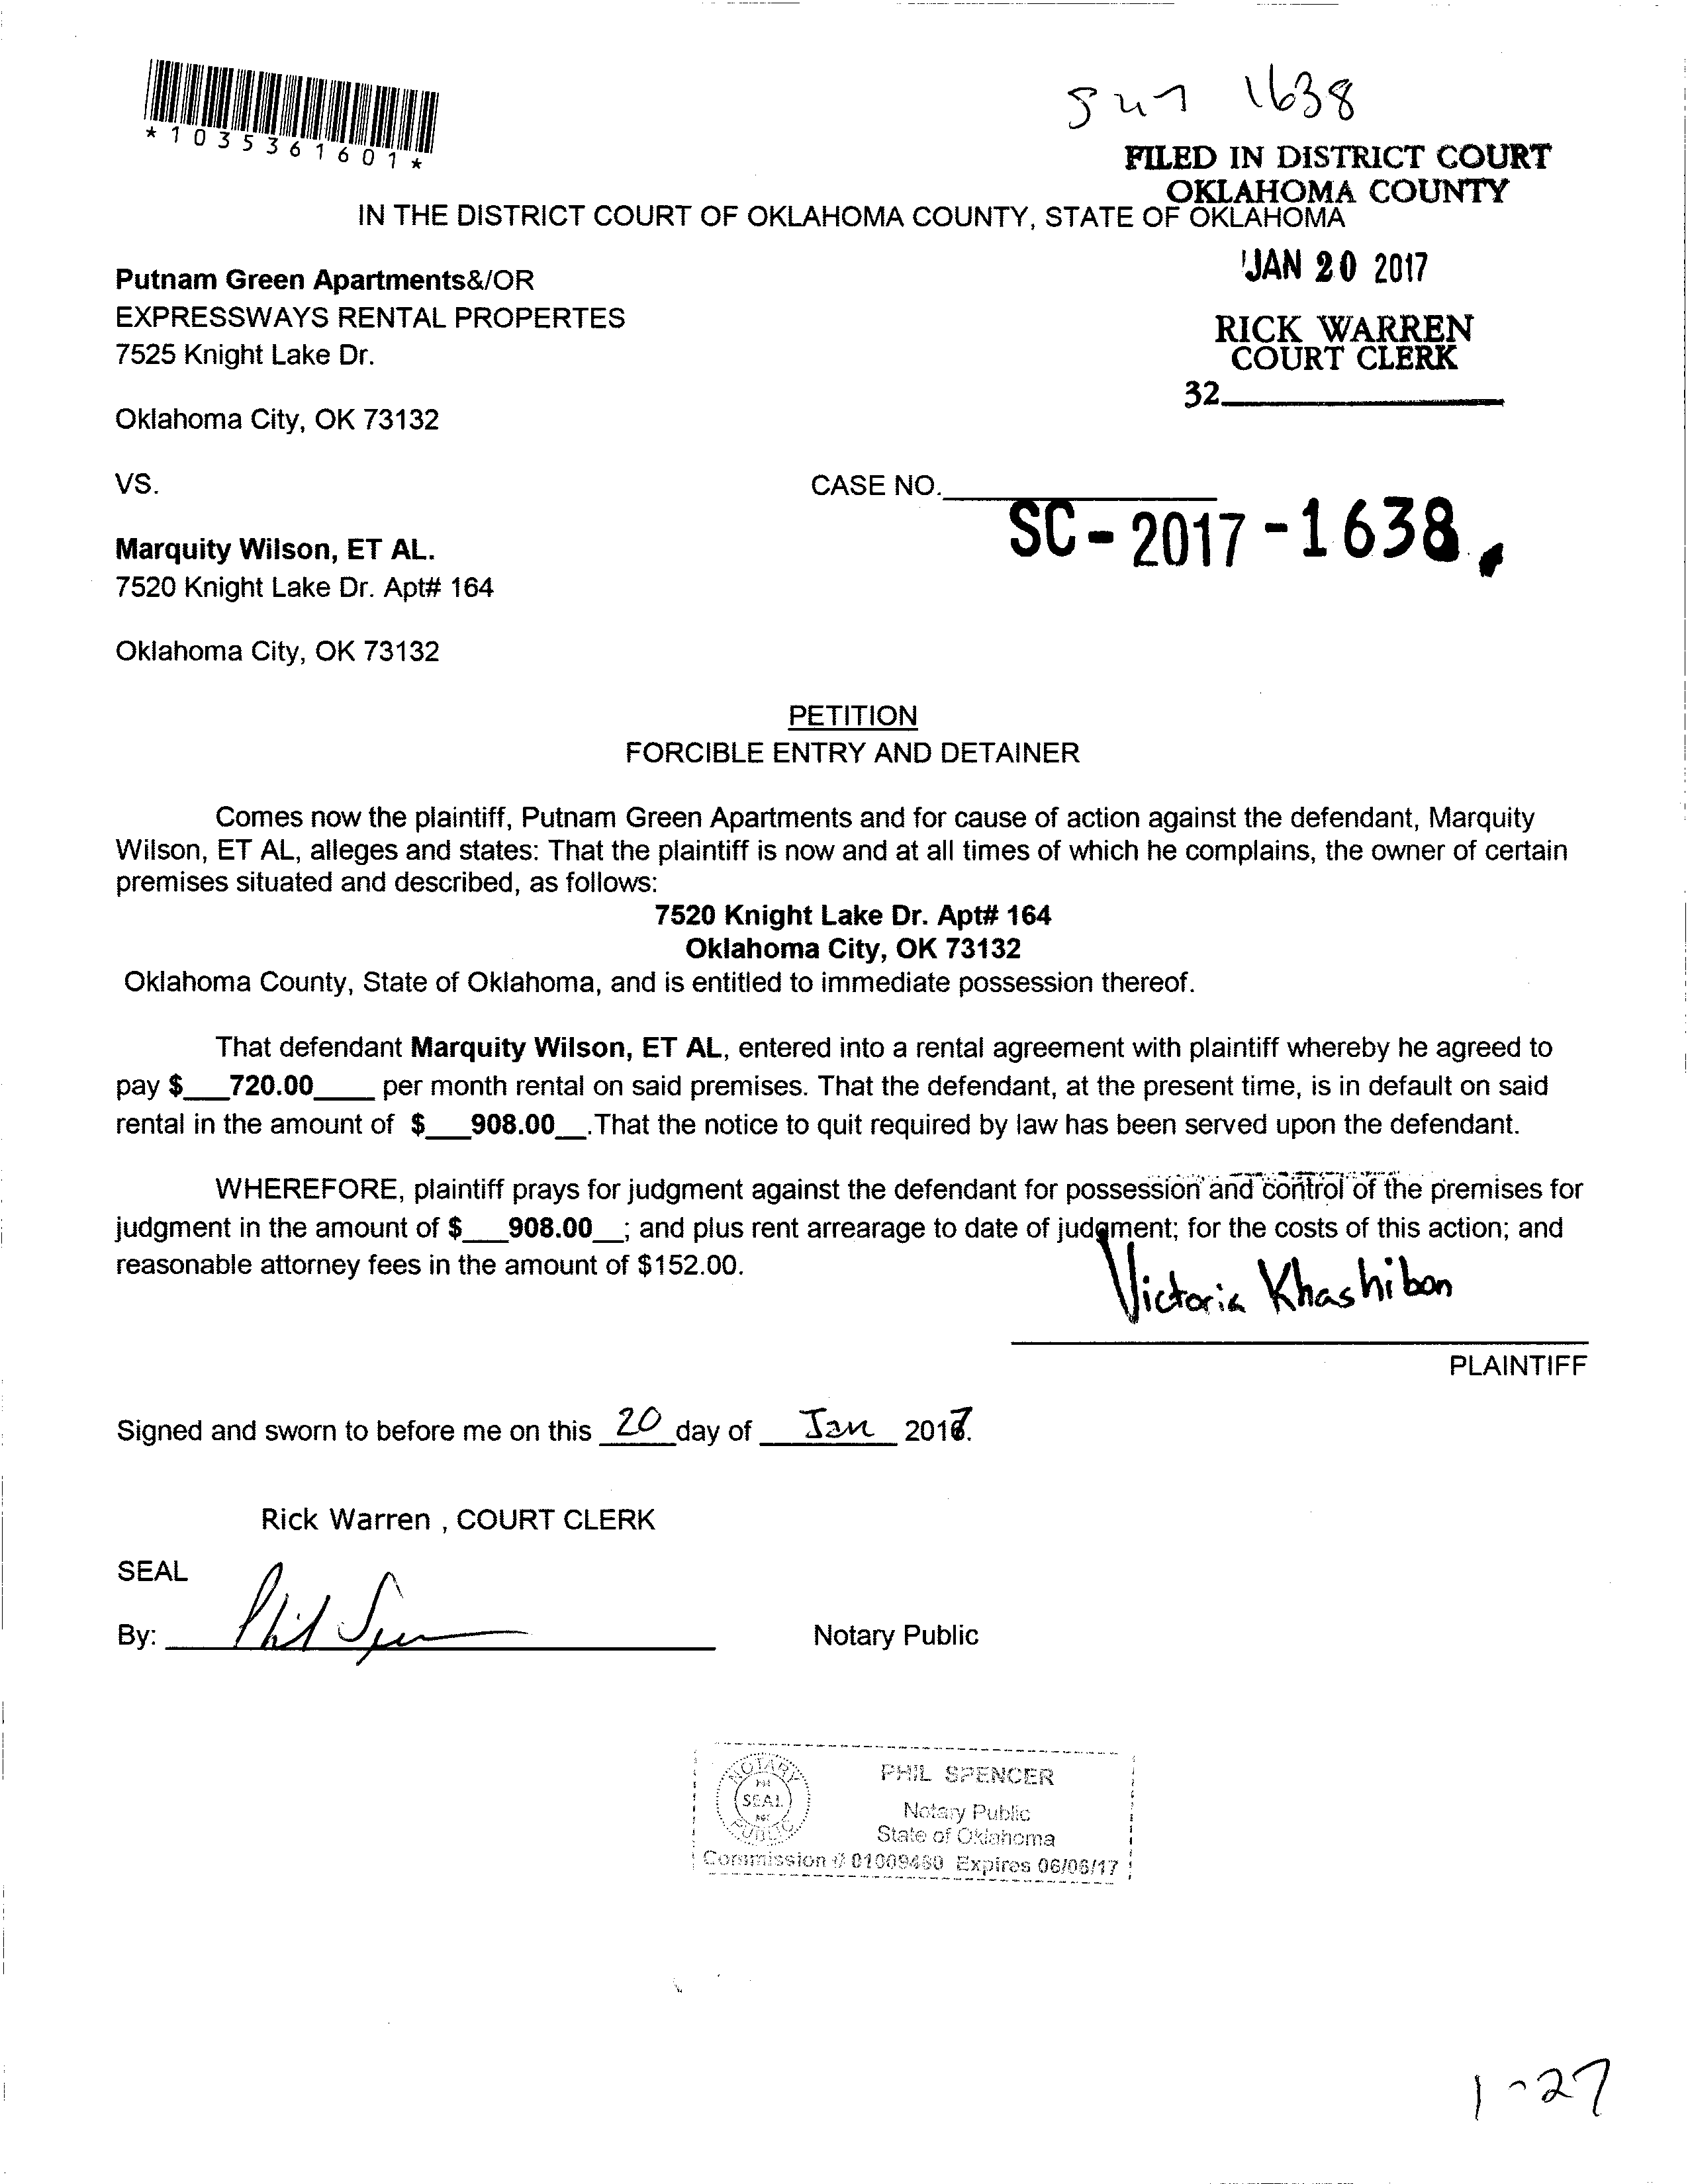 *1035361601*
1638
FILED IN DISTRICT COURT
OKLAHOMA COUNTY
IN THE DISTRICT COURT OF OKLAHOMA COUNTY, STATE OF OKLAHOMA
JAN 20 2017
Putnam Green Apartments&/OR
EXPRESSWAYS RENTAL PROPERTES
7525 Knight Lake Dr.
RICK WARREN
COURT CLERK
32
Oklahoma City, OK 73132
VS.
CASE NO.
SC-2017-1638
Marquity Wilson, ET AL.
7520 Knight Lake Dr. Apt# 164
Oklahoma City, OK 73132
PETITION
FORCIBLE ENTRY AND DETAINER
Comes now the plaintiff, Putnam Green Apartments and for cause of action against the defendant, Marquity
Wilson, ET AL, alleges and states: That the plaintiff is now and at all times of which he complains, the owner of certain
premises situated and described, as follows:
7520 Knight Lake Dr. Apt# 164
Oklahoma City, OK 73132
Oklahoma County, State of Oklahoma, and is entitled to immediate possession thereof.
That defendant Marquity Wilson, ET AL, entered into a rental agreement with plaintiff whereby he agreed to
pay $___720.00____ per month rental on said premises. That the defendant, at the present time, is in default on said
rental in the amount of $___908.00__.That the notice to quit required by law has been served upon the defendant.
WHEREFORE, plaintiff prays for judgment against the defendant for possession and control of the premises for
judgment in the amount of $___908.00__; and plus rent arrearage to date of judgment; for the costs of this action; and
reasonable attorney fees in the amount of $152.00.
Victoria Khashibon
PLAINTIFF
Signed and sworn to before me on this 20 day of Jan 2017.
Rick Warren , COURT CLERK
SEAL
By: Phil Spencer Notary Public
NOTARY PUBLIC
SEAL
PHIL SPENCER
Notary Public
State of Oklahoma
Commission # 01009480 Expires 06/06/17
1-27